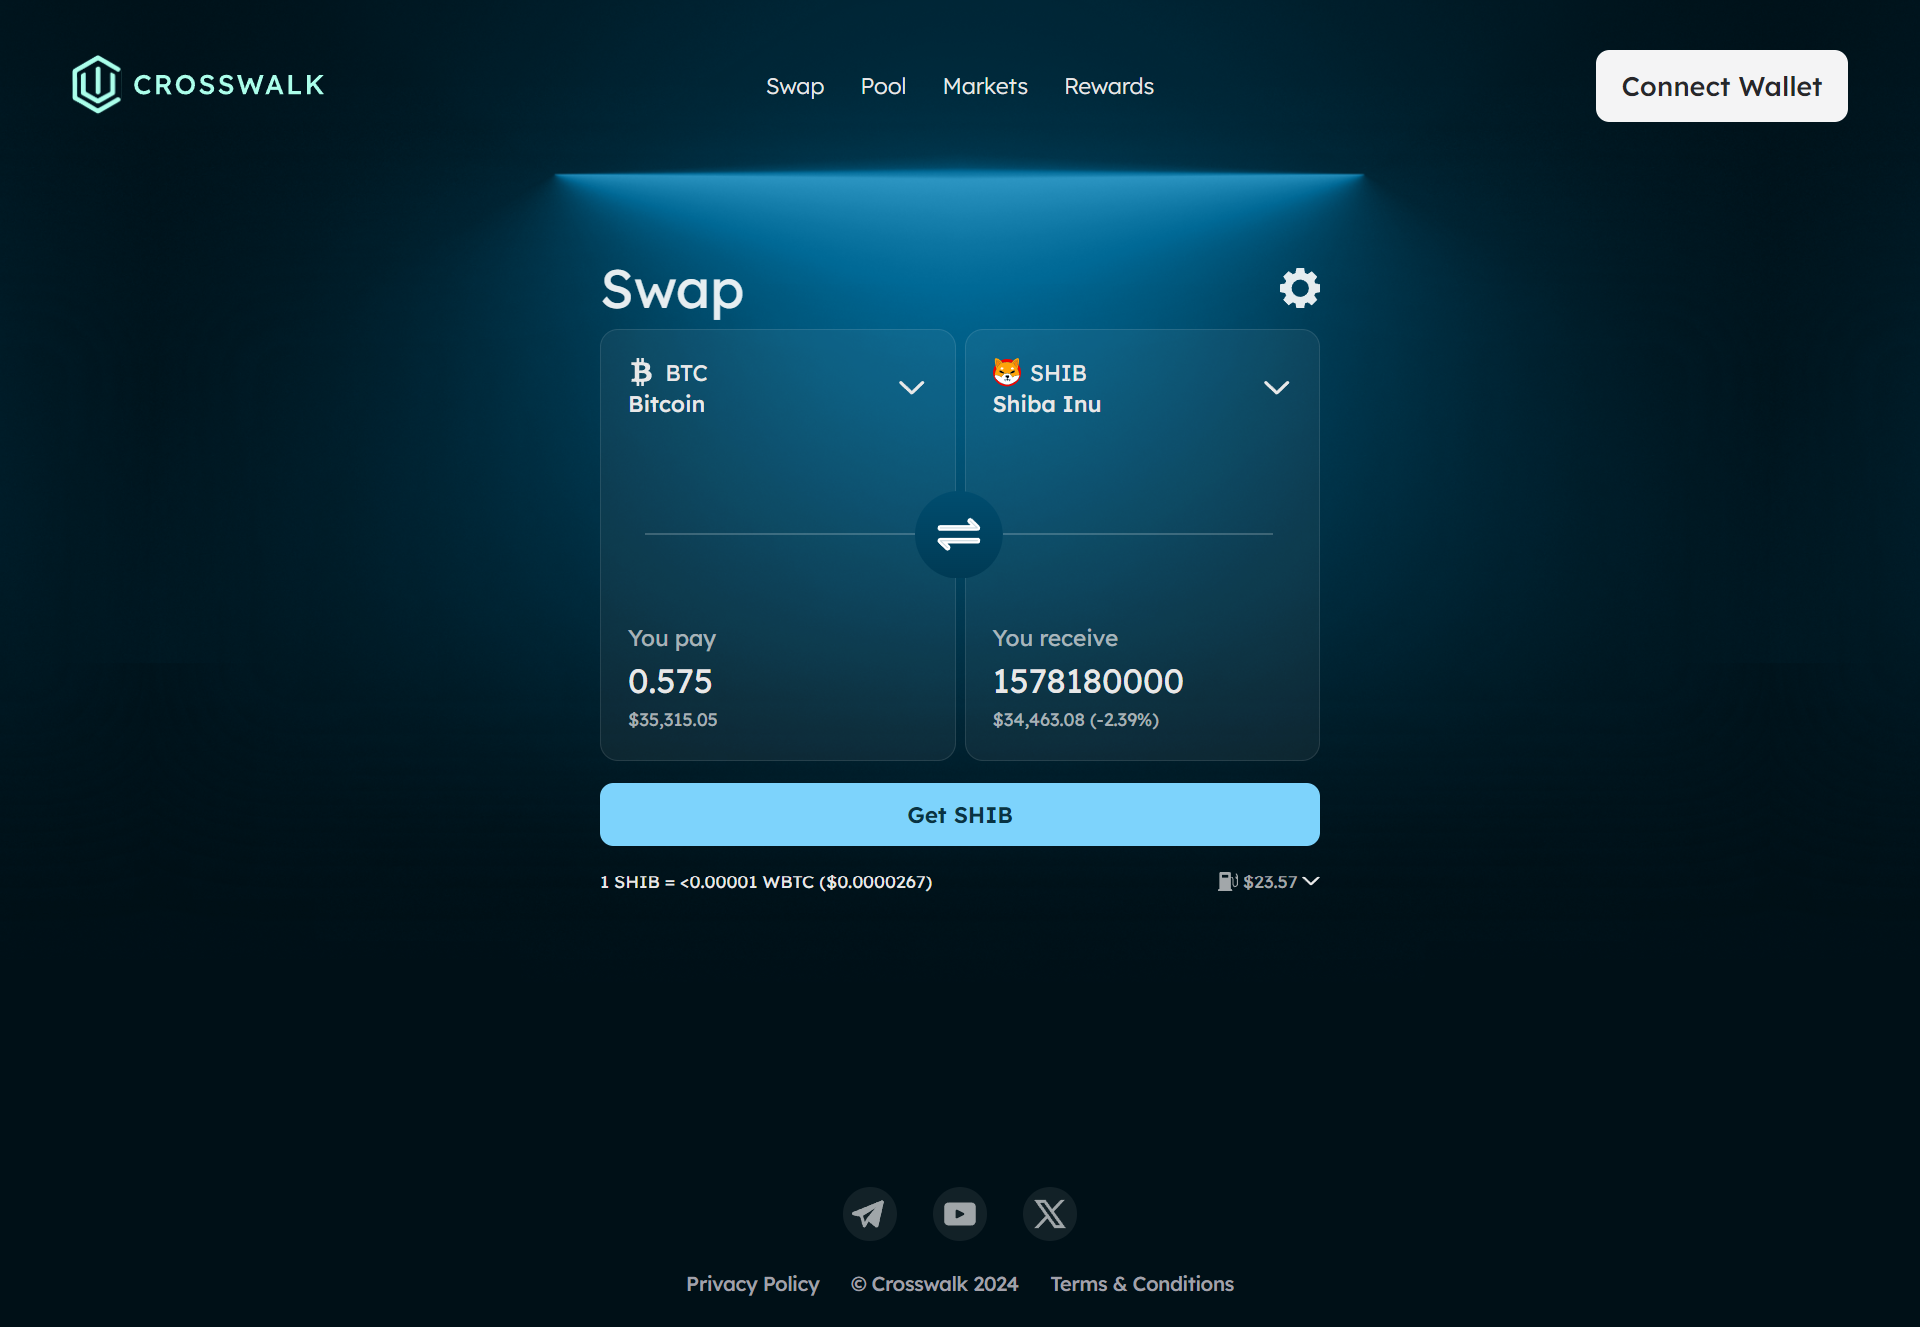 CROSSWALK
Swap Pool Markets Rewards
Connect Wallet
Swap
BTC
Bitcoin
SHIB
Shiba Inu
You pay
0.575
$35,315.05
You receive
1578180000
$34,463.08 (-2.39%)
Get SHIB
1 SHIB = <0.00001 WBTC ($0.0000267)
$23.57
Privacy Policy © Crosswalk 2024 Terms & Conditions